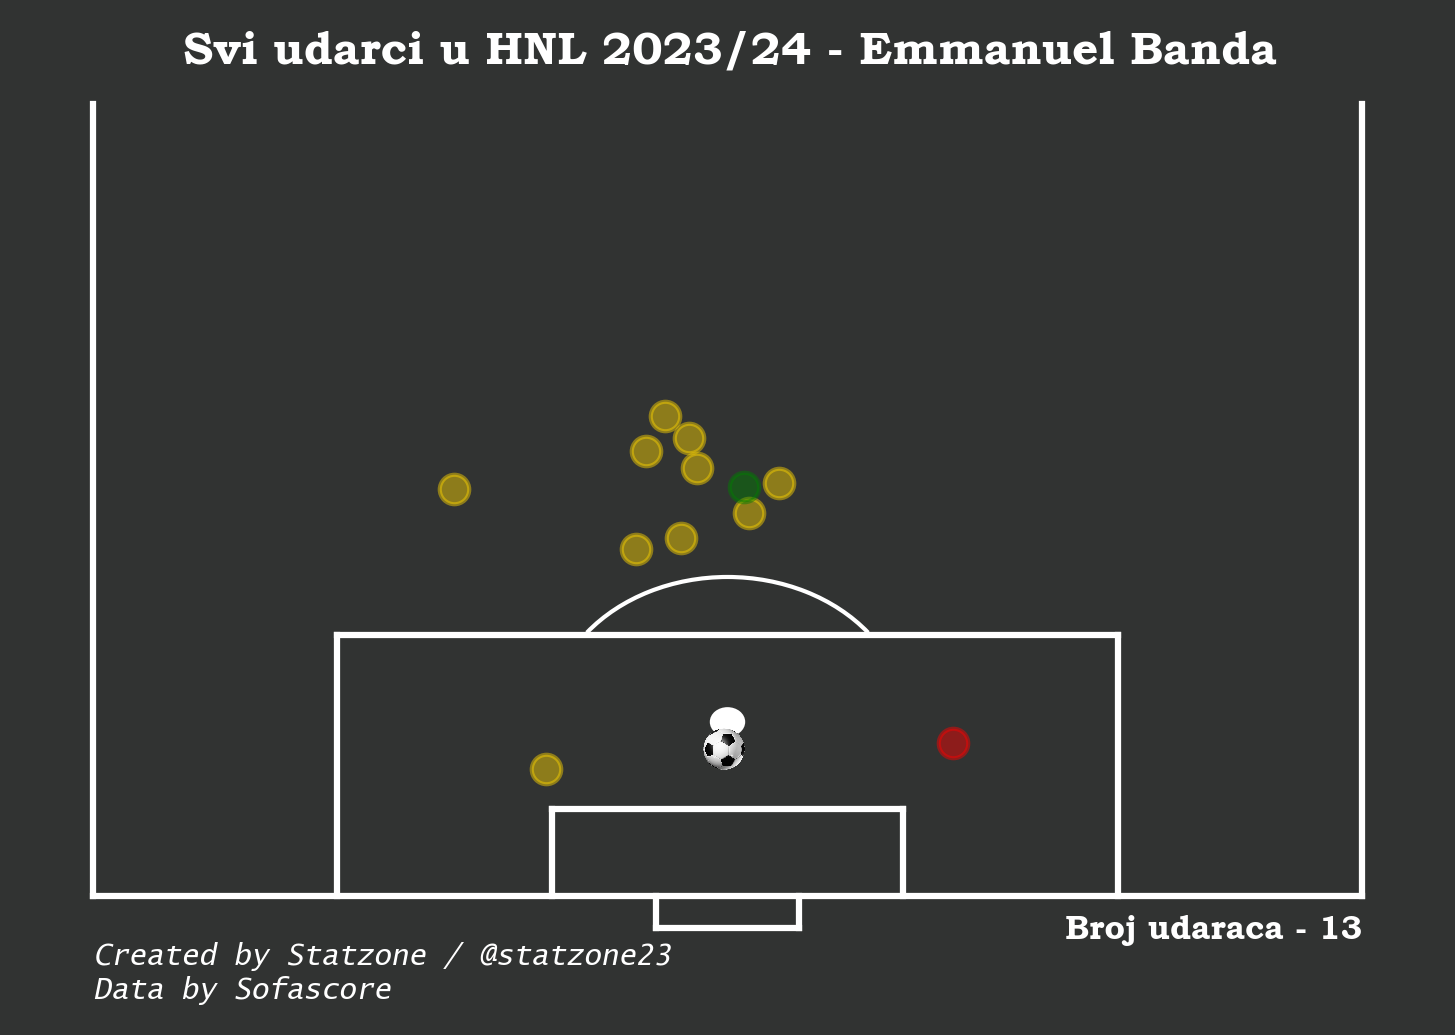 Svi udarci u HNL 2023/24 - Emmanuel Banda
Broj udaraca - 13
Created by Statzone / @statzone23
Data by Sofascore